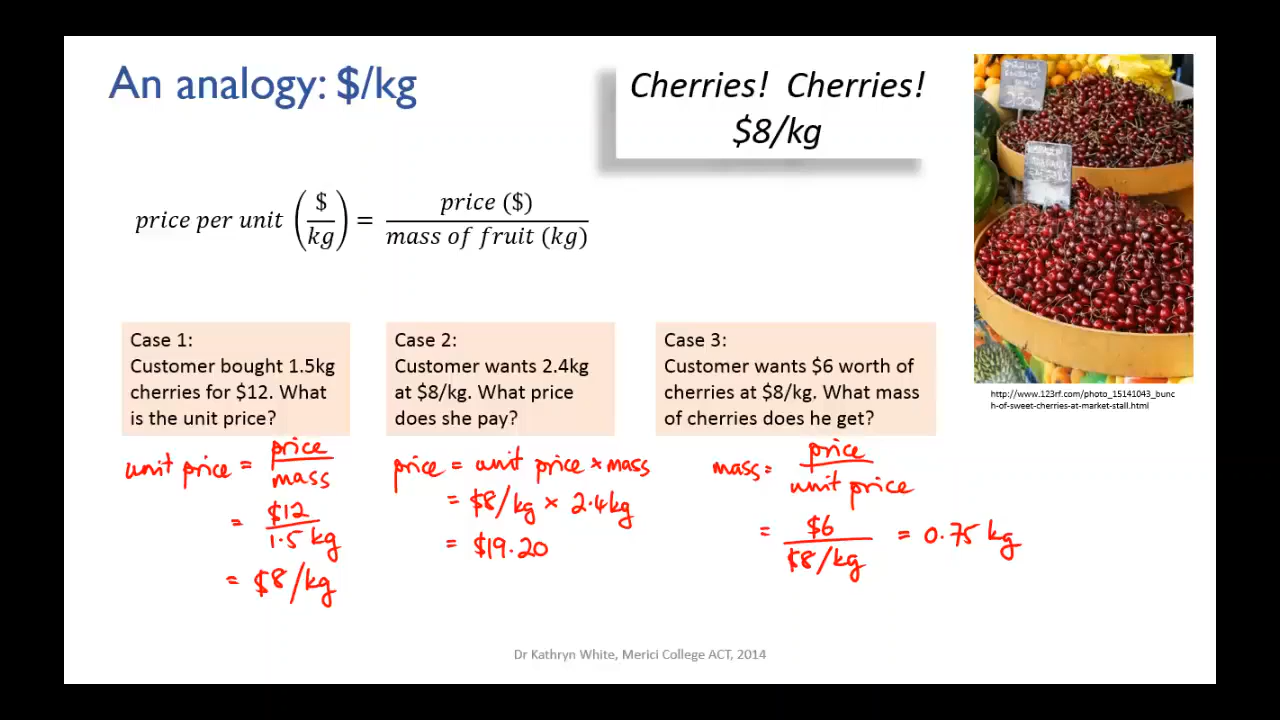 An analogy: $/kg
Cherries! Cherries!
$8/kg
price per unit ($/kg) = price ($) / mass of fruit (kg)
http://www.123rf.com/photo_15141043_bunc
h-of-sweet-cherries-at-market-stall.html
Case 1:
Customer bought 1.5kg
cherries for $12. What
is the unit price?
unit price = price / mass
= $12 / 1.5 kg
= $8/kg
Case 2:
Customer wants 2.4kg
at $8/kg. What price
does she pay?
price = unit price × mass
= $8/kg × 2.4kg
= $19.20
Case 3:
Customer wants $6 worth of
cherries at $8/kg. What mass
of cherries does he get?
mass = price / unit price
= $6 / $8/kg = 0.75 kg
Dr Kathryn White, Merici College ACT, 2014